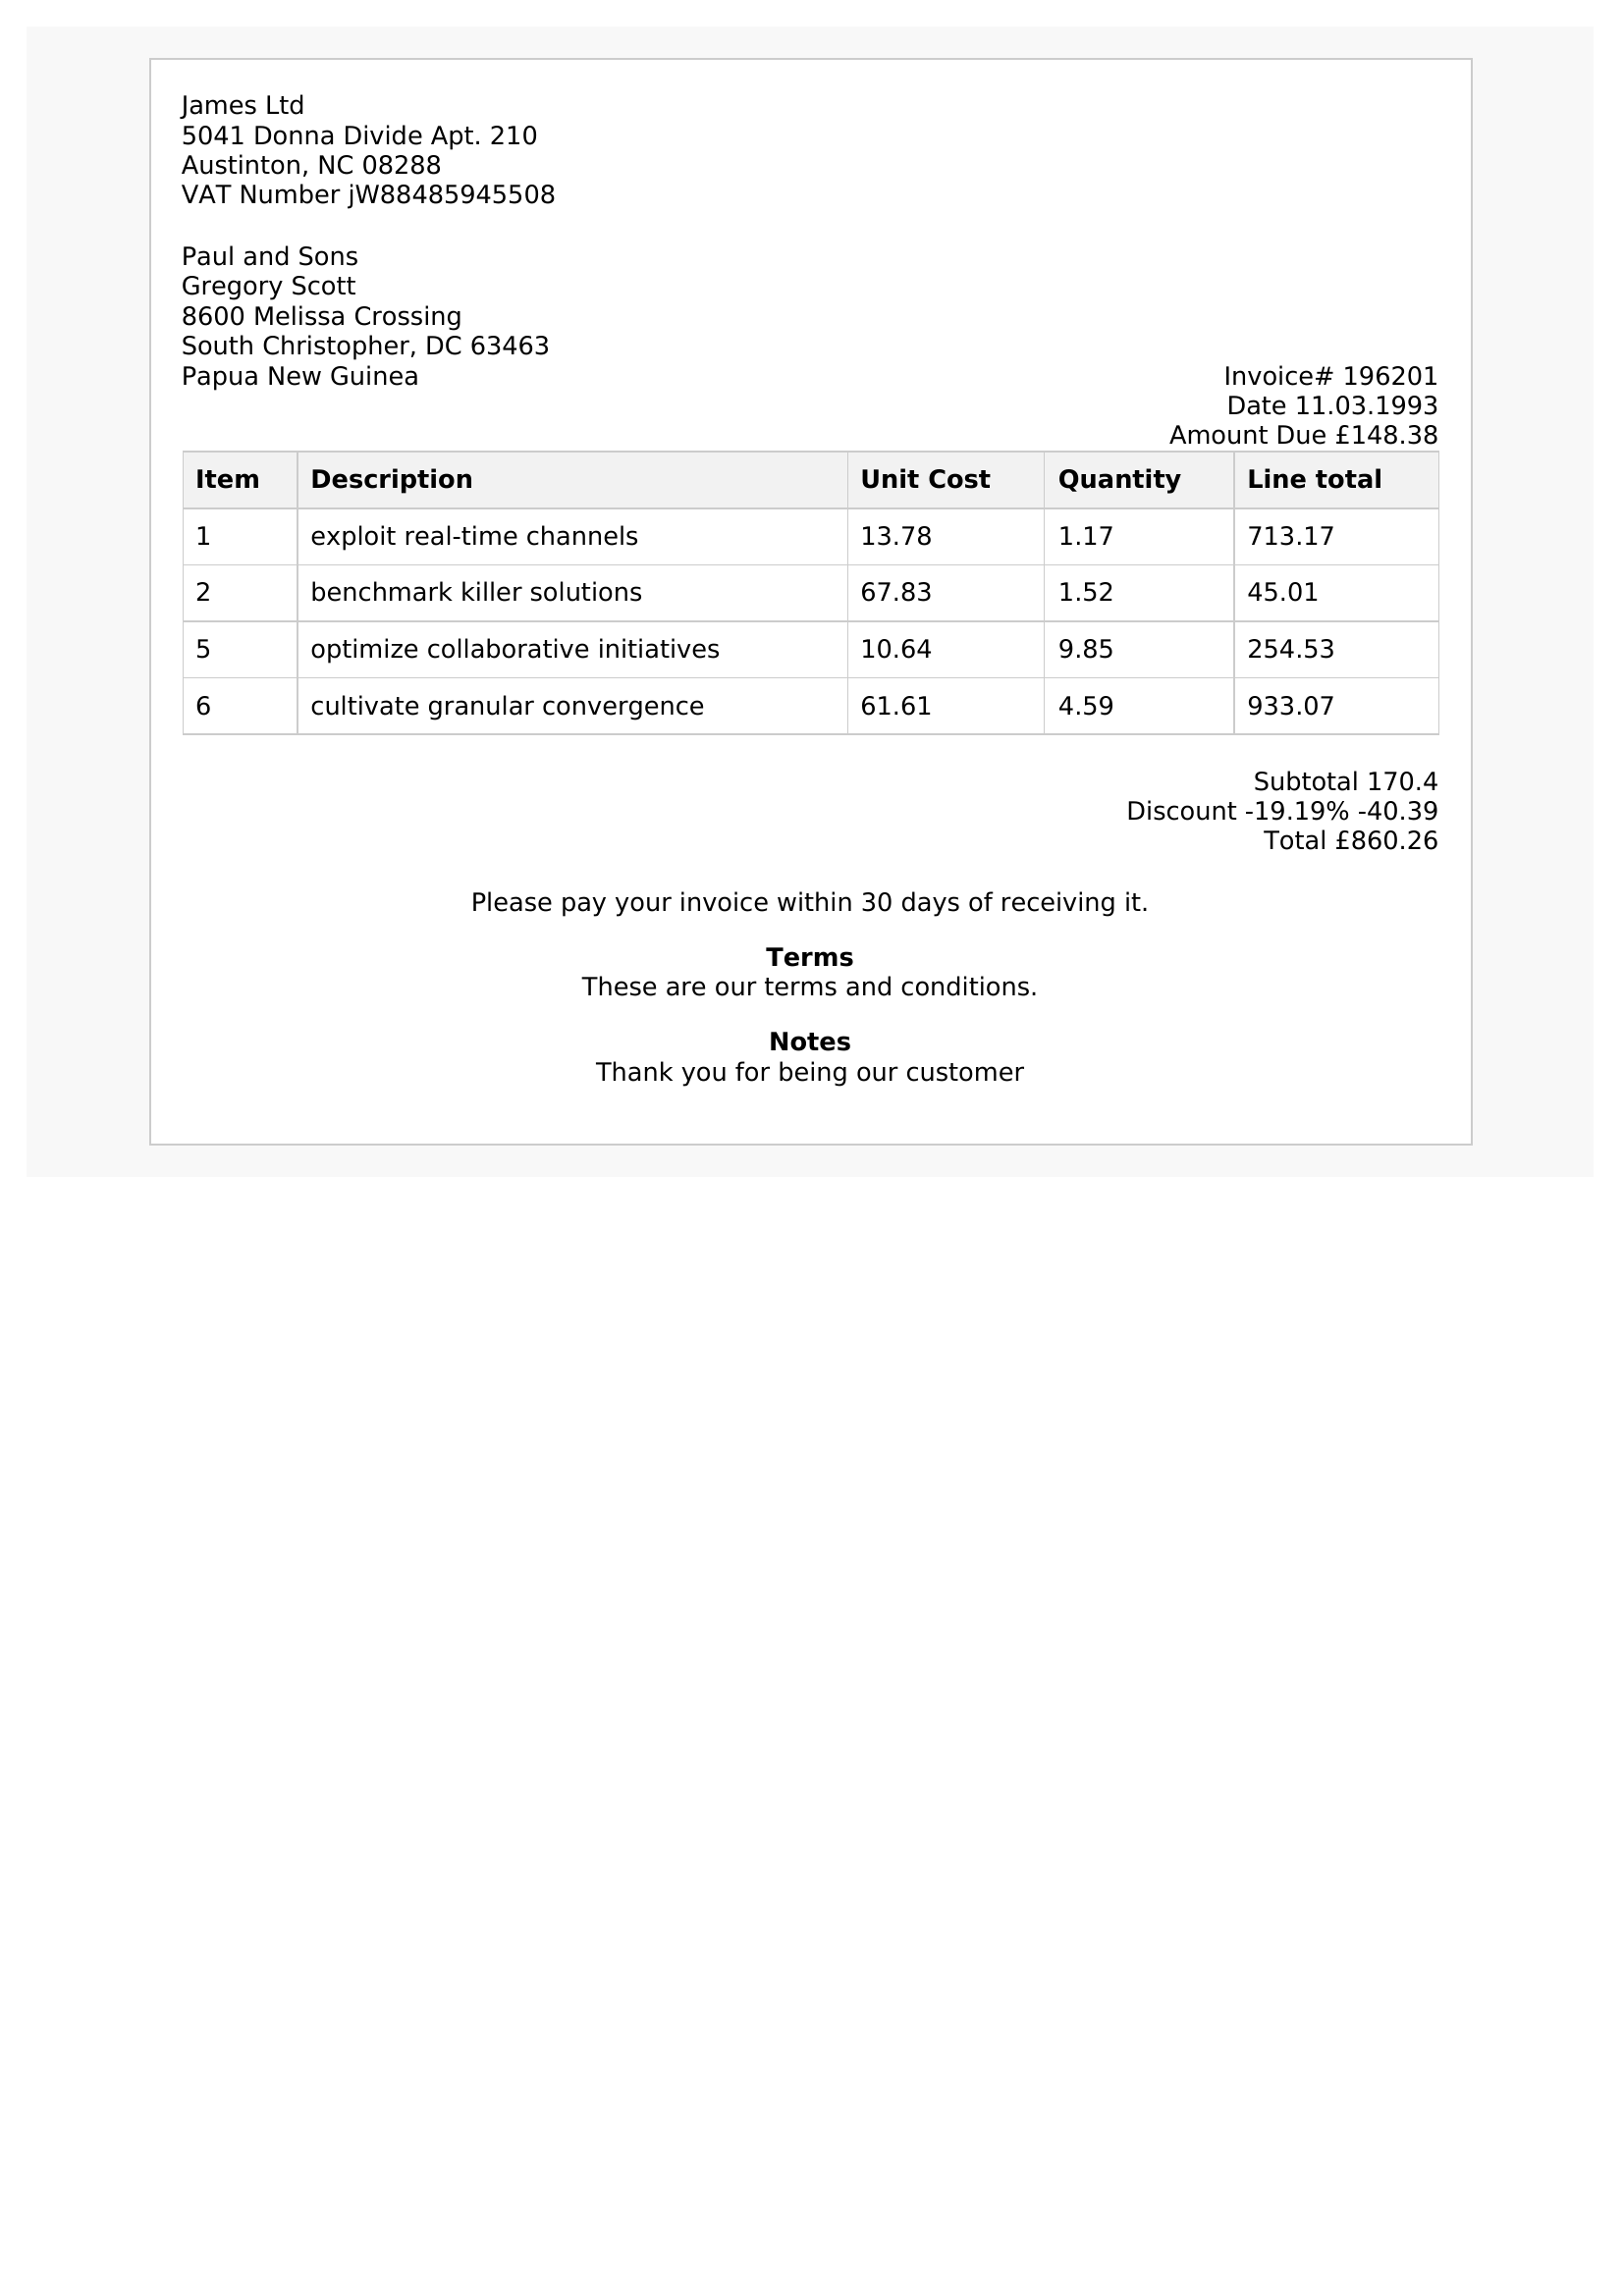 James Ltd
5041 Donna Divide Apt. 210
Austinton, NC 08288
VAT Number jW88485945508
Paul and Sons
Gregory Scott
8600 Melissa Crossing
South Christopher, DC 63463
Papua New Guinea
Invoice# 196201
Date 11.03.1993
Amount Due £148.38
Item Description Unit Cost Quantity Line total
1 exploit real-time channels 13.78 1.17 713.17
2 benchmark killer solutions 67.83 1.52 45.01
5 optimize collaborative initiatives 10.64 9.85 254.53
6 cultivate granular convergence 61.61 4.59 933.07
Subtotal 170.4
Discount -19.19% -40.39
Total £860.26
Please pay your invoice within 30 days of receiving it.
Terms
These are our terms and conditions.
Notes
Thank you for being our customer